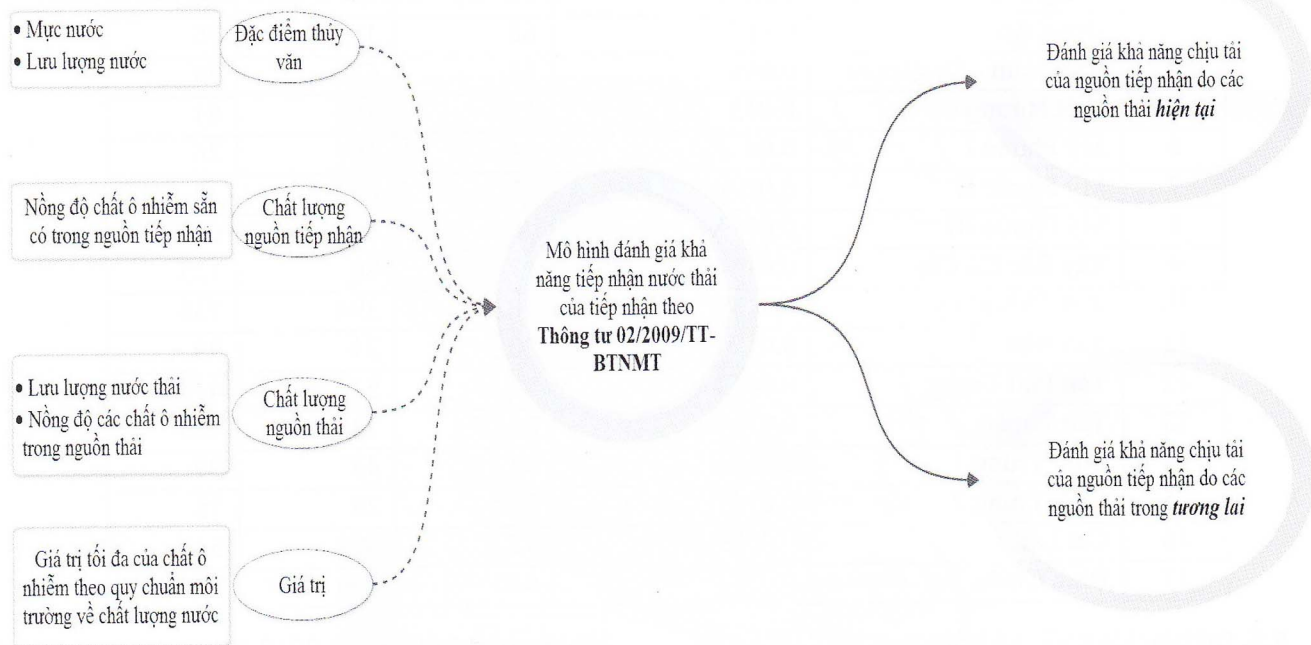 • Mực nước
• Lưu lượng nước
Đặc điểm thủy
văn
Nồng độ chất ô nhiễm sẵn
có trong nguồn tiếp nhận
Chất lượng
nguồn tiếp nhận
• Lưu lượng nước thải
• Nồng độ các chất ô nhiễm
trong nguồn thải
Chất lượng
nguồn thải
Giá trị tối đa của chất ô
nhiễm theo quy chuẩn môi
trường về chất lượng nước
Giá trị
Mô hình đánh giá khả
năng tiếp nhận nước thải
của tiếp nhận theo
Thông tư 02/2009/TT-
BTNMT
Đánh giá khả năng chịu tải
của nguồn tiếp nhận do các
nguồn thải hiện tại
Đánh giá khả năng chịu tải
của nguồn tiếp nhận do các
nguồn thải trong tương lai